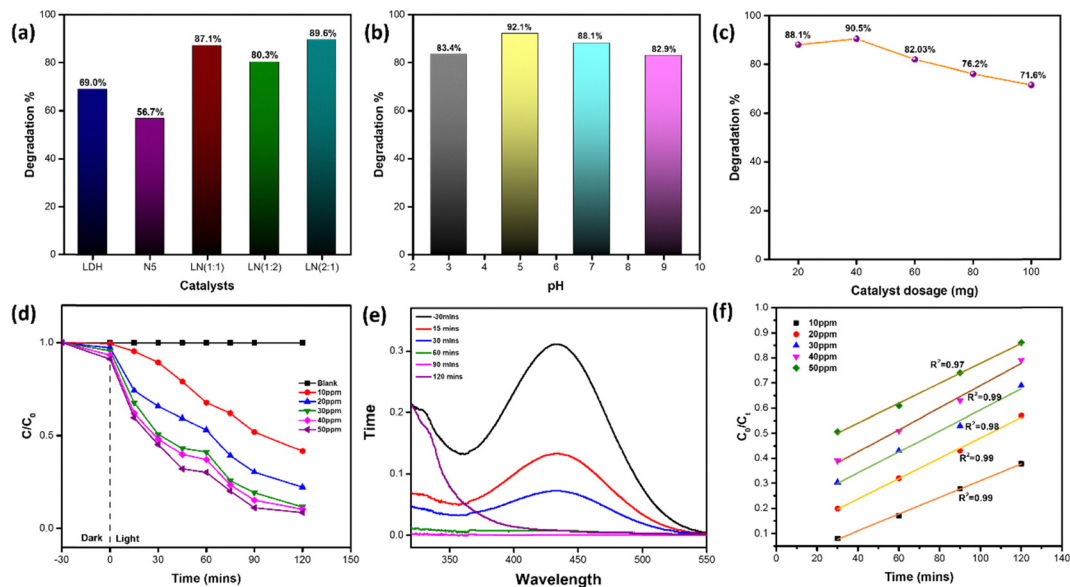 (a)
100
80
60
40
20
0
Degradation %
69.0%
56.7%
87.1%
80.3%
89.6%
LDH
N5
LN(1:1)
LN(1:2)
LN(2:1)
Catalysts
(b)
100
80
60
40
20
0
Degradation %
83.4%
92.1%
88.1%
82.9%
2 3 4 5 6 7 8 9 10
pH
(c)
100
80
60
40
20
0
Degradation %
88.1%
90.5%
82.03%
76.2%
71.6%
20 40 60 80 100
Catalyst dosage (mg)
(d)
1.0
0.5
0.0
C/C₀
Blank
10ppm
20ppm
30ppm
40ppm
50ppm
Dark
Light
-30 0 30 60 90 120 150
Time (mins)
(e)
-30mins
15 mins
30 mins
60 mins
90 mins
120 mins
0.3
0.2
0.1
0.0
Time
350 400 450 500 550
Wavelength
(f)
10ppm
20ppm
30ppm
40ppm
50ppm
1.0
0.9
0.8
0.7
0.6
0.5
0.4
0.3
0.2
0.1
C₀/Cₜ
R²=0.97
R²=0.99
R²=0.98
R²=0.99
R²=0.99
0 20 40 60 80 100 120 140
Time (mins)